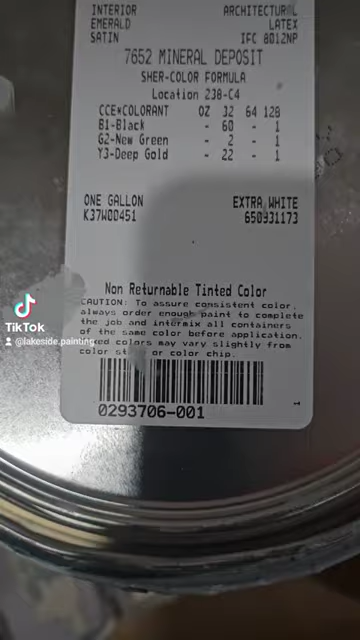 INTERIOR ARCHITECTURAL
EMERALD LATEX
SATIN IFC 8012NP
7652 MINERAL DEPOSIT
SHER-COLOR FORMULA
Location 238-C4
CCE*COLORANT OZ 32 64 128
B1-Black - 60 - 1
G2-New Green - 2 - 1
Y3-Deep Gold - 22 - 1
ONE GALLON EXTRA WHITE
K37W00451 650931173
Non Returnable Tinted Color
CAUTION: To assure consistent color,
always order enough paint to complete
the job and intermix all containers
of the same color before application.
colors may vary slightly from
color or color chip.
0293706-001
1
TikTok
@lakeside.painting